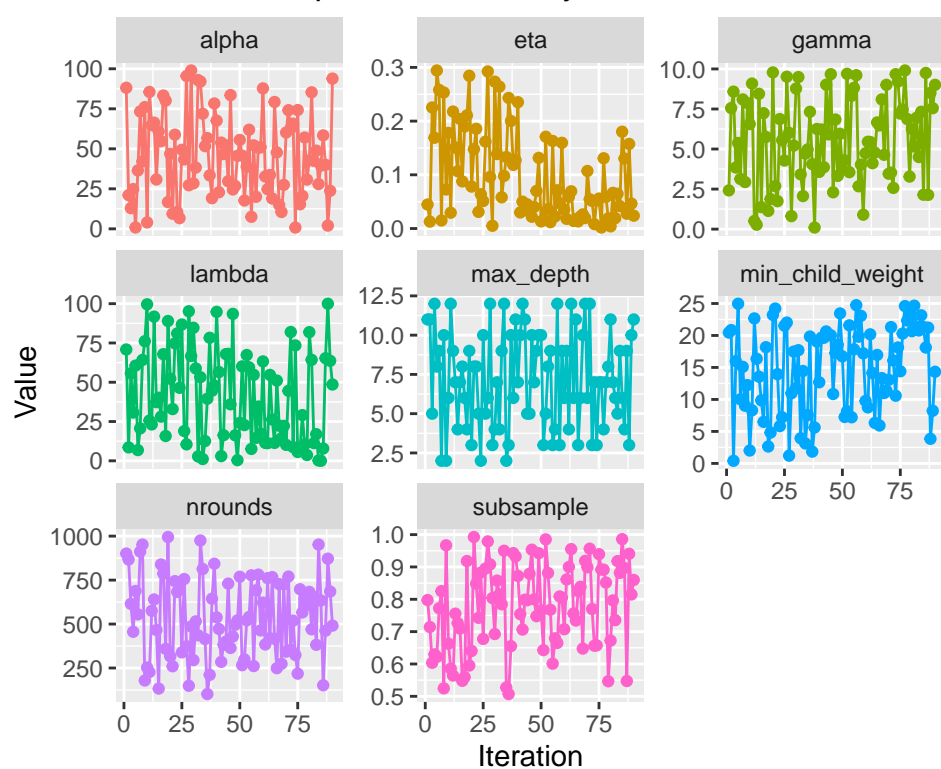 alpha eta gamma
100 0.3 10.0
75 7.5
0.2
50 5.0
0.1
25 2.5
0 0.0 0.0
lambda max_depth min_child_weight
100 12.5 25
75 10.0 20
50 7.5 15
10
25 5.0 5
0 2.5 0
0 25 50 75
nrounds subsample
1000 1.0
0.9
750 0.8
500 0.7
250 0.6
0.5
0 25 50 75 0 25 50 75
Value
Iteration